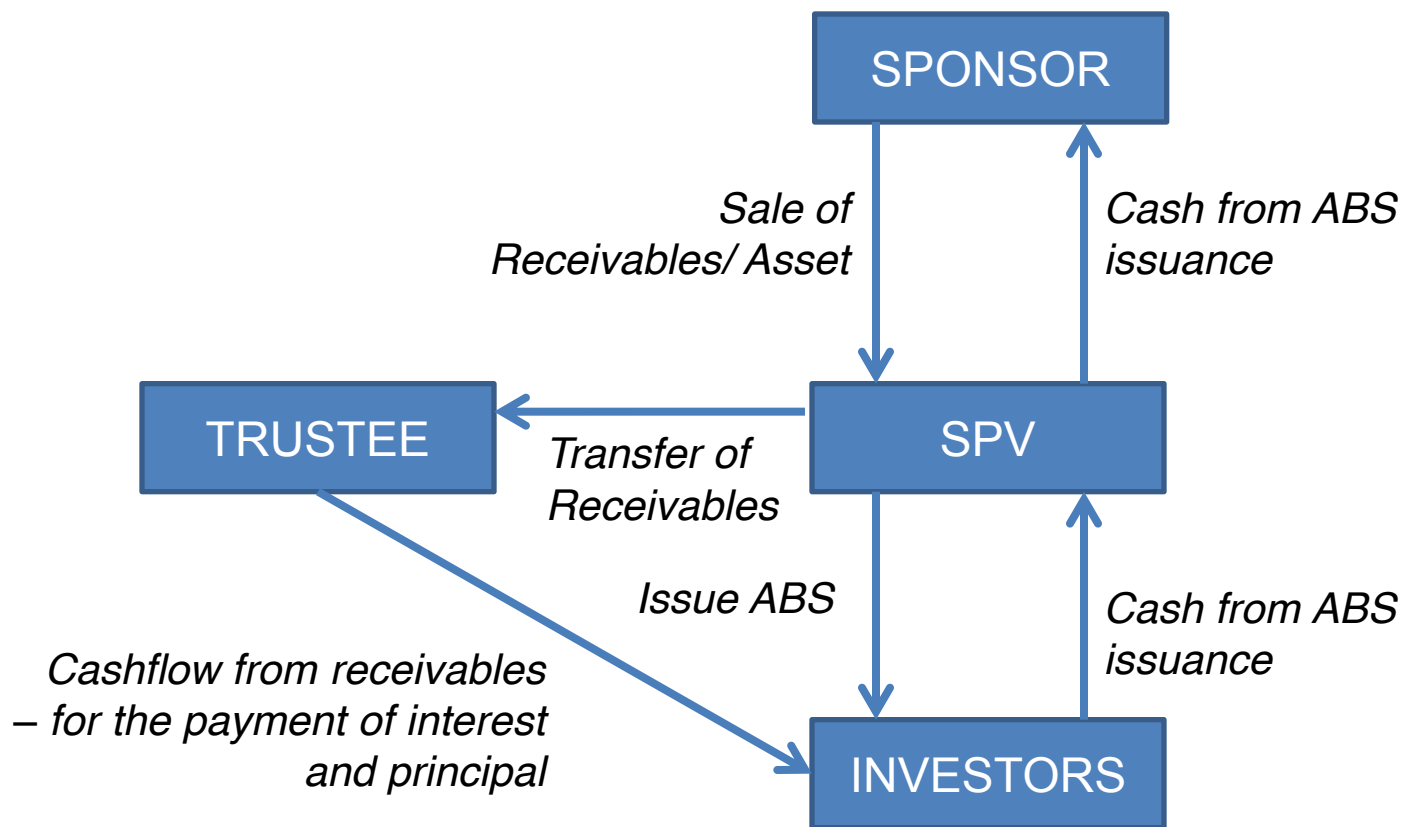 SPONSOR
Sale of
Receivables/ Asset
Cash from ABS
issuance
TRUSTEE
Transfer of
Receivables
SPV
Issue ABS
Cash from ABS
issuance
Cashflow from receivables
– for the payment of interest
and principal
INVESTORS